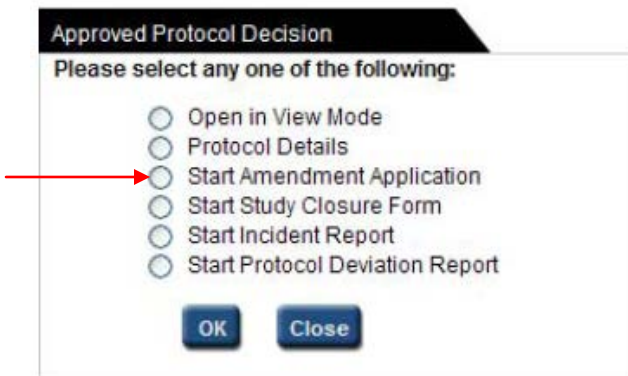 Approved Protocol Decision
Please select any one of the following:
Open in View Mode
Protocol Details
Start Amendment Application
Start Study Closure Form
Start Incident Report
Start Protocol Deviation Report
OK Close